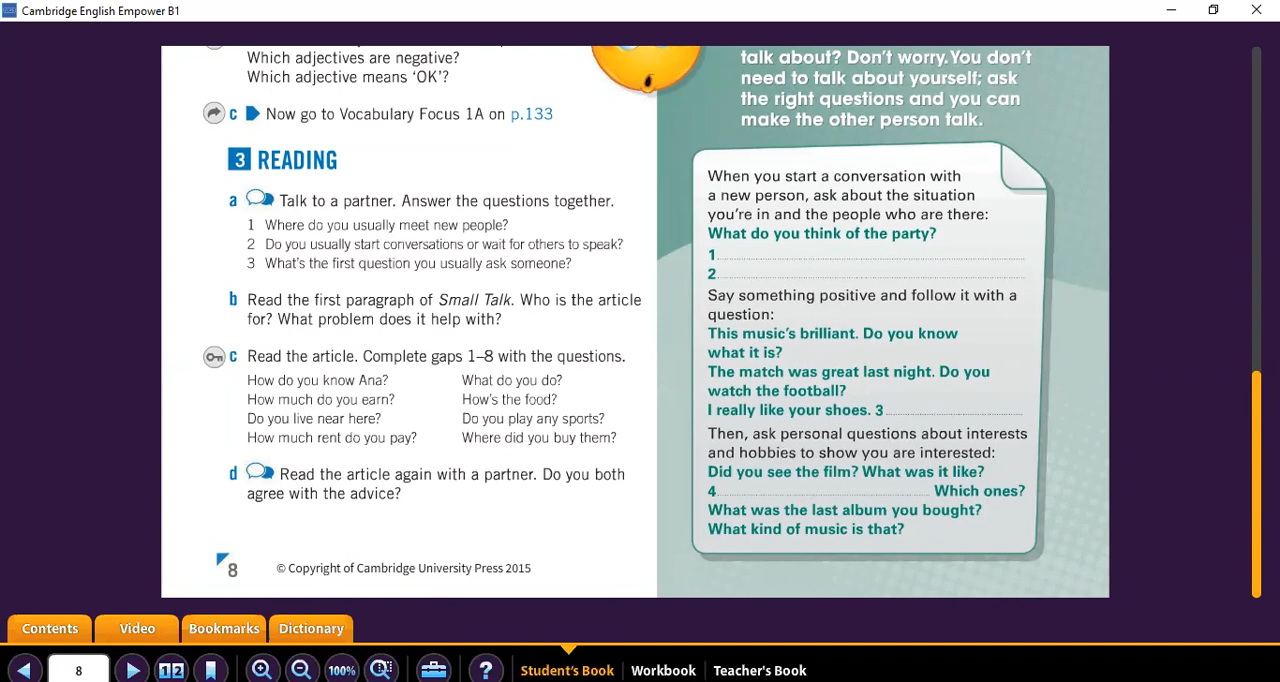 Cambridge English Empower B1
Which adjectives are negative?
Which adjective means ‘OK’?
c Now go to Vocabulary Focus 1A on p.133
3 READING
a Talk to a partner. Answer the questions together.
1 Where do you usually meet new people?
2 Do you usually start conversations or wait for others to speak?
3 What's the first question you usually ask someone?
b Read the first paragraph of Small Talk. Who is the article
for? What problem does it help with?
c Read the article. Complete gaps 1–8 with the questions.
How do you know Ana? What do you do?
How much do you earn? How's the food?
Do you live near here? Do you play any sports?
How much rent do you pay? Where did you buy them?
d Read the article again with a partner. Do you both
agree with the advice?
8 © Copyright of Cambridge University Press 2015
talk about? Don't worry. You don't
need to talk about yourself; ask
the right questions and you can
make the other person talk.
When you start a conversation with
a new person, ask about the situation
you're in and the people who are there:
What do you think of the party?
1
2
Say something positive and follow it with a
question:
This music's brilliant. Do you know
what it is?
The match was great last night. Do you
watch the football?
I really like your shoes. 3
Then, ask personal questions about interests
and hobbies to show you are interested:
Did you see the film? What was it like?
4 Which ones?
What was the last album you bought?
What kind of music is that?
Contents Video Bookmarks Dictionary
8 12 100% ? Student's Book Workbook Teacher's Book